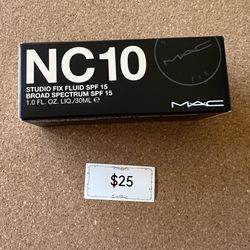 NC10
STUDIO FIX FLUID SPF 15
BROAD SPECTRUM SPF 15
1.0 FL. OZ. LIQ./30ML ℮
MAC
MAC
$25